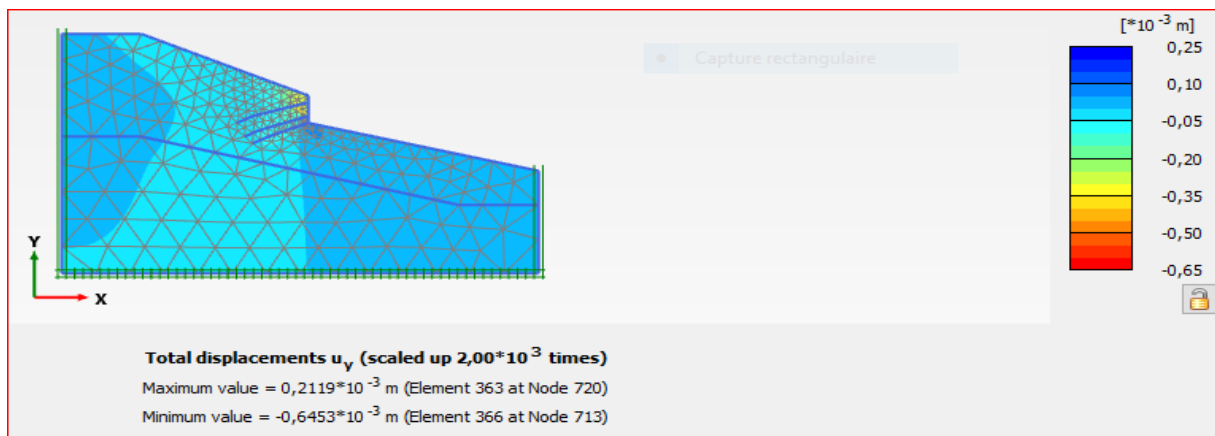 [*10 -3 m]
0,25
0,10
-0,05
-0,20
-0,35
-0,50
-0,65
Capture rectangulaire
Y
X
Total displacements uy (scaled up 2,00*10 3 times)
Maximum value = 0,2119*10 -3 m (Element 363 at Node 720)
Minimum value = -0,6453*10 -3 m (Element 366 at Node 713)